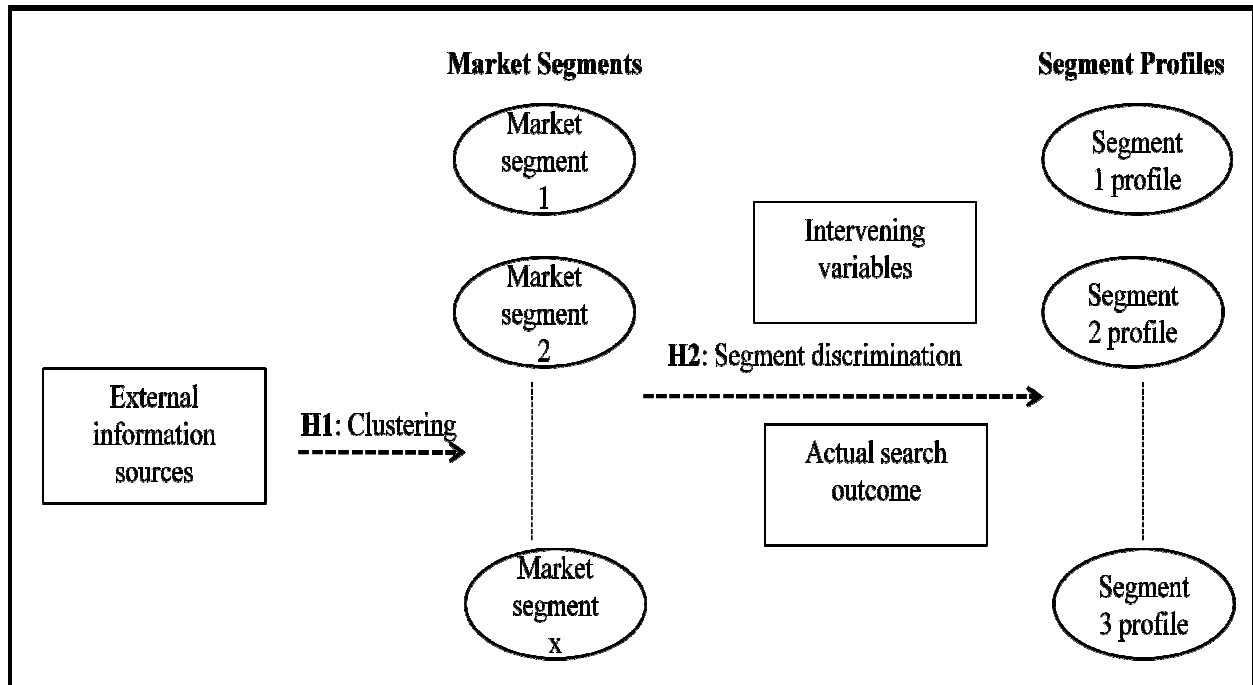 Market Segments
Segment Profiles
Market
segment
1
Segment
1 profile
Intervening
variables
Market
segment
2
Segment
2 profile
H2: Segment discrimination
External
information
sources
H1: Clustering
Actual search
outcome
Market
segment
x
Segment
3 profile